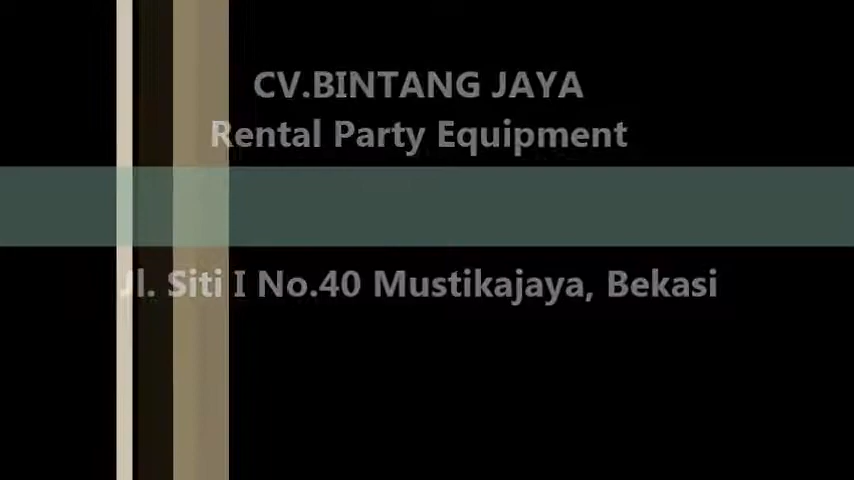 CV.BINTANG JAYA
Rental Party Equipment
Jl. Siti I No.40 Mustikajaya, Bekasi